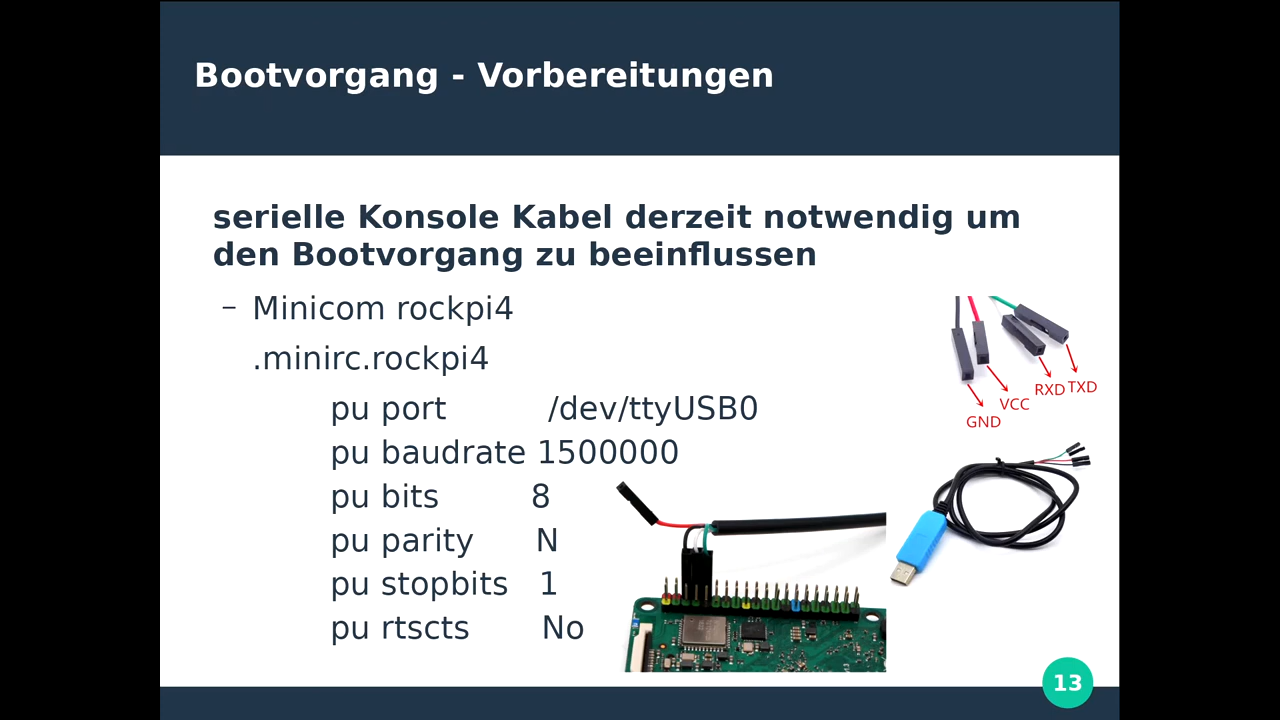 Bootvorgang - Vorbereitungen
serielle Konsole Kabel derzeit notwendig um
den Bootvorgang zu beeinflussen
– Minicom rockpi4
.minirc.rockpi4
pu port /dev/ttyUSB0
pu baudrate 1500000
pu bits 8
pu parity N
pu stopbits 1
pu rtscts No
RXD TXD
VCC
GND
13